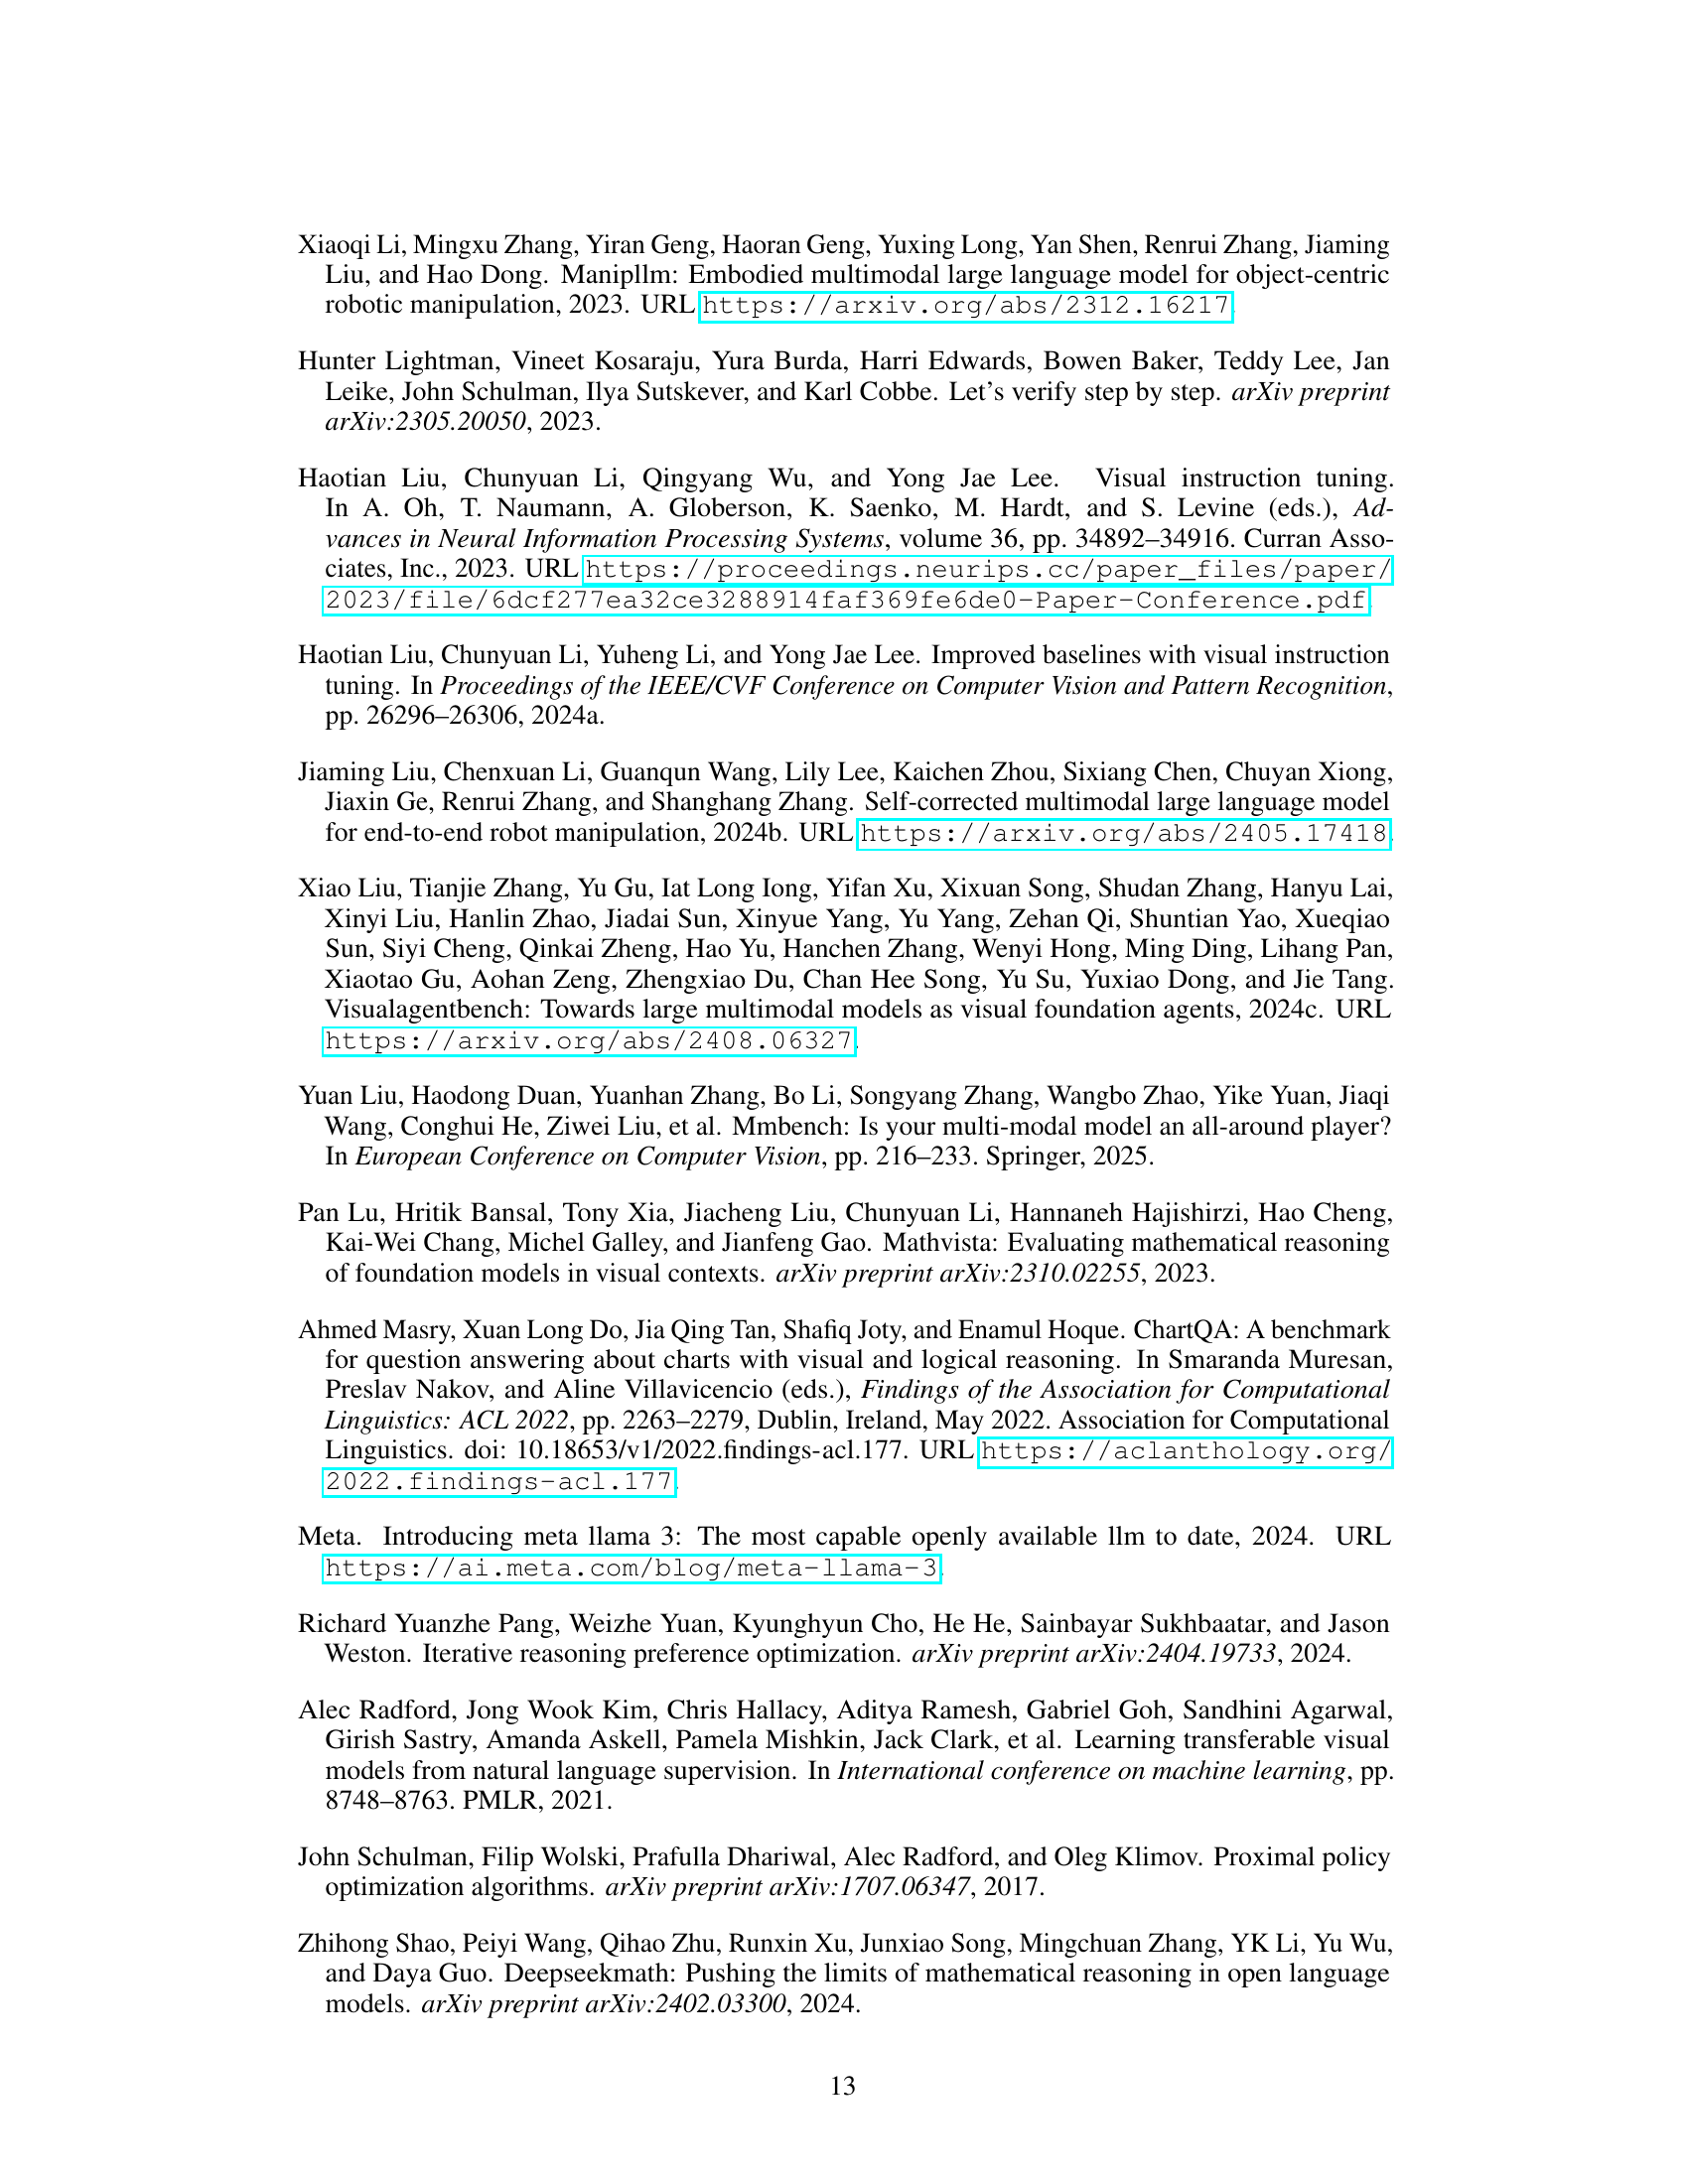 Xiaoqi Li, Mingxu Zhang, Yiran Geng, Haoran Geng, Yuxing Long, Yan Shen, Renrui Zhang, Jiaming
Liu, and Hao Dong. Manipllm: Embodied multimodal large language model for object-centric
robotic manipulation, 2023. URL https://arxiv.org/abs/2312.16217.
Hunter Lightman, Vineet Kosaraju, Yura Burda, Harri Edwards, Bowen Baker, Teddy Lee, Jan
Leike, John Schulman, Ilya Sutskever, and Karl Cobbe. Let's verify step by step. arXiv preprint
arXiv:2305.20050, 2023.
Haotian Liu, Chunyuan Li, Qingyang Wu, and Yong Jae Lee. Visual instruction tuning.
In A. Oh, T. Naumann, A. Globerson, K. Saenko, M. Hardt, and S. Levine (eds.), Ad-
vances in Neural Information Processing Systems, volume 36, pp. 34892–34916. Curran Asso-
ciates, Inc., 2023. URL https://proceedings.neurips.cc/paper_files/paper/
2023/file/6dcf277ea32ce3288914faf369fe6de0-Paper-Conference.pdf.
Haotian Liu, Chunyuan Li, Yuheng Li, and Yong Jae Lee. Improved baselines with visual instruction
tuning. In Proceedings of the IEEE/CVF Conference on Computer Vision and Pattern Recognition,
pp. 26296–26306, 2024a.
Jiaming Liu, Chenxuan Li, Guanqun Wang, Lily Lee, Kaichen Zhou, Sixiang Chen, Chuyan Xiong,
Jiaxin Ge, Renrui Zhang, and Shanghang Zhang. Self-corrected multimodal large language model
for end-to-end robot manipulation, 2024b. URL https://arxiv.org/abs/2405.17418.
Xiao Liu, Tianjie Zhang, Yu Gu, Iat Long Iong, Yifan Xu, Xixuan Song, Shudan Zhang, Hanyu Lai,
Xinyi Liu, Hanlin Zhao, Jiadai Sun, Xinyue Yang, Yu Yang, Zehan Qi, Shuntian Yao, Xueqiao
Sun, Siyi Cheng, Qinkai Zheng, Hao Yu, Hanchen Zhang, Wenyi Hong, Ming Ding, Lihang Pan,
Xiaotao Gu, Aohan Zeng, Zhengxiao Du, Chan Hee Song, Yu Su, Yuxiao Dong, and Jie Tang.
Visualagentbench: Towards large multimodal models as visual foundation agents, 2024c. URL
https://arxiv.org/abs/2408.06327.
Yuan Liu, Haodong Duan, Yuanhan Zhang, Bo Li, Songyang Zhang, Wangbo Zhao, Yike Yuan, Jiaqi
Wang, Conghui He, Ziwei Liu, et al. Mmbench: Is your multi-modal model an all-around player?
In European Conference on Computer Vision, pp. 216–233. Springer, 2025.
Pan Lu, Hritik Bansal, Tony Xia, Jiacheng Liu, Chunyuan Li, Hannaneh Hajishirzi, Hao Cheng,
Kai-Wei Chang, Michel Galley, and Jianfeng Gao. Mathvista: Evaluating mathematical reasoning
of foundation models in visual contexts. arXiv preprint arXiv:2310.02255, 2023.
Ahmed Masry, Xuan Long Do, Jia Qing Tan, Shafiq Joty, and Enamul Hoque. ChartQA: A benchmark
for question answering about charts with visual and logical reasoning. In Smaranda Muresan,
Preslav Nakov, and Aline Villavicencio (eds.), Findings of the Association for Computational
Linguistics: ACL 2022, pp. 2263–2279, Dublin, Ireland, May 2022. Association for Computational
Linguistics. doi: 10.18653/v1/2022.findings-acl.177. URL https://aclanthology.org/
2022.findings-acl.177.
Meta. Introducing meta llama 3: The most capable openly available llm to date, 2024. URL
https://ai.meta.com/blog/meta-llama-3.
Richard Yuanzhe Pang, Weizhe Yuan, Kyunghyun Cho, He He, Sainbayar Sukhbaatar, and Jason
Weston. Iterative reasoning preference optimization. arXiv preprint arXiv:2404.19733, 2024.
Alec Radford, Jong Wook Kim, Chris Hallacy, Aditya Ramesh, Gabriel Goh, Sandhini Agarwal,
Girish Sastry, Amanda Askell, Pamela Mishkin, Jack Clark, et al. Learning transferable visual
models from natural language supervision. In International conference on machine learning, pp.
8748–8763. PMLR, 2021.
John Schulman, Filip Wolski, Prafulla Dhariwal, Alec Radford, and Oleg Klimov. Proximal policy
optimization algorithms. arXiv preprint arXiv:1707.06347, 2017.
Zhihong Shao, Peiyi Wang, Qihao Zhu, Runxin Xu, Junxiao Song, Mingchuan Zhang, YK Li, Yu Wu,
and Daya Guo. Deepseekmath: Pushing the limits of mathematical reasoning in open language
models. arXiv preprint arXiv:2402.03300, 2024.
13